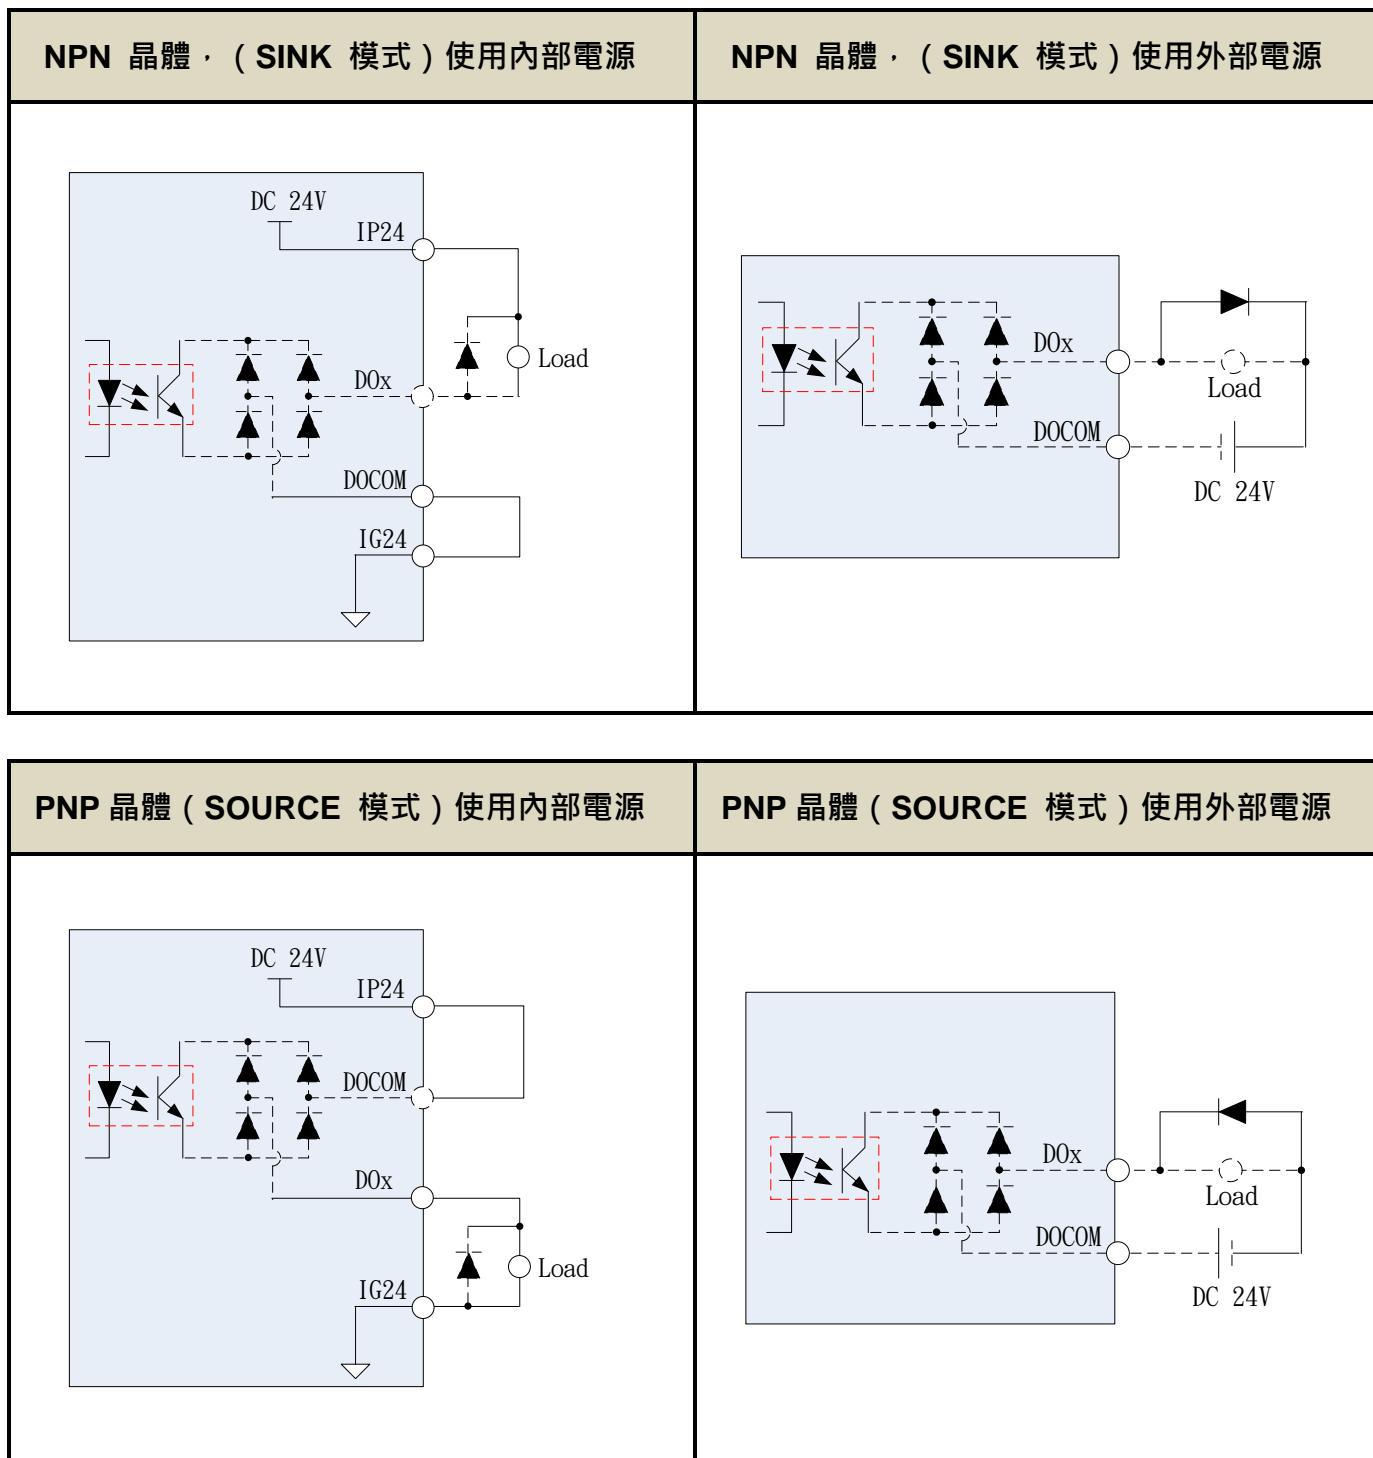 NPN 晶體，（SINK 模式）使用內部電源
NPN 晶體，（SINK 模式）使用外部電源
DC 24V
IP24
Load
DOx
DOCOM
IG24
DOx
Load
DOCOM
DC 24V
PNP 晶體（SOURCE 模式）使用內部電源
PNP 晶體（SOURCE 模式）使用外部電源
DC 24V
IP24
DOCOM
DOx
Load
IG24
DOx
Load
DOCOM
DC 24V